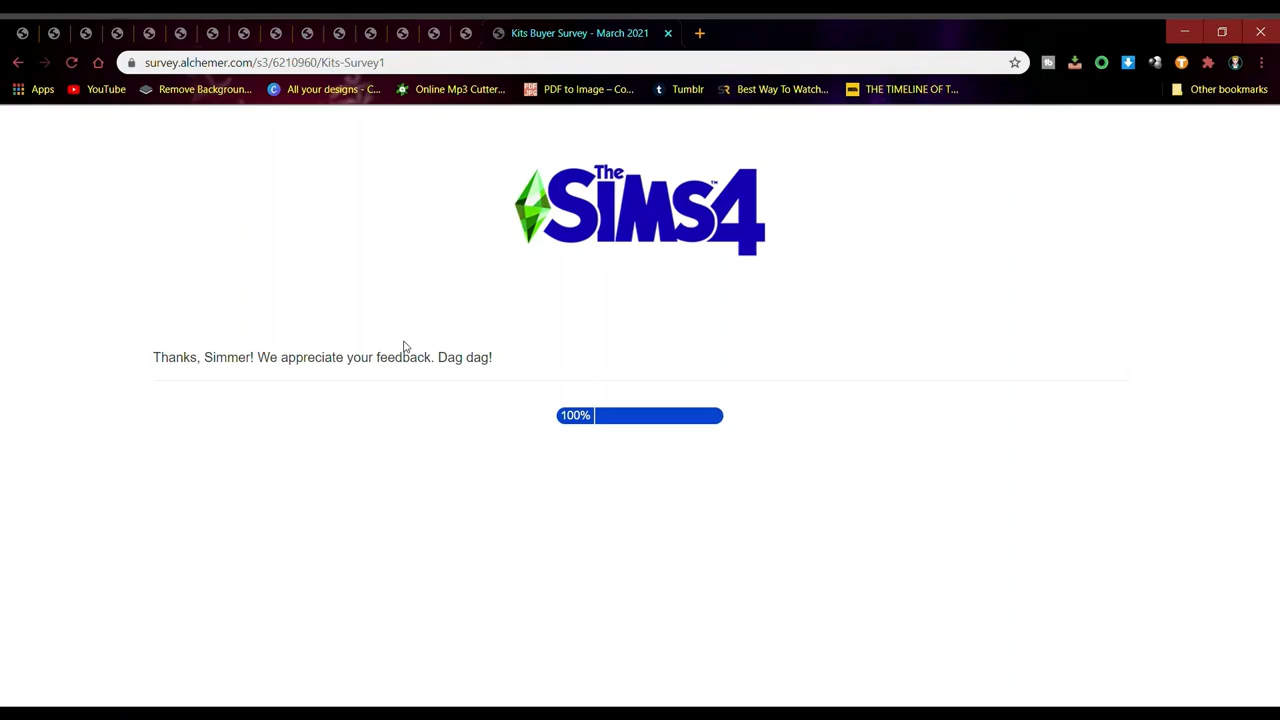 Kits Buyer Survey - March 2021
survey.alchemer.com/s3/6210960/Kits-Survey1
Apps
YouTube
Remove Backgroun...
All your designs - C...
Online Mp3 Cutter...
PDF to Image – Co...
Tumblr
Best Way To Watch...
THE TIMELINE OF T...
Other bookmarks
The
SIMS 4
Thanks, Simmer! We appreciate your feedback. Dag dag!
100%